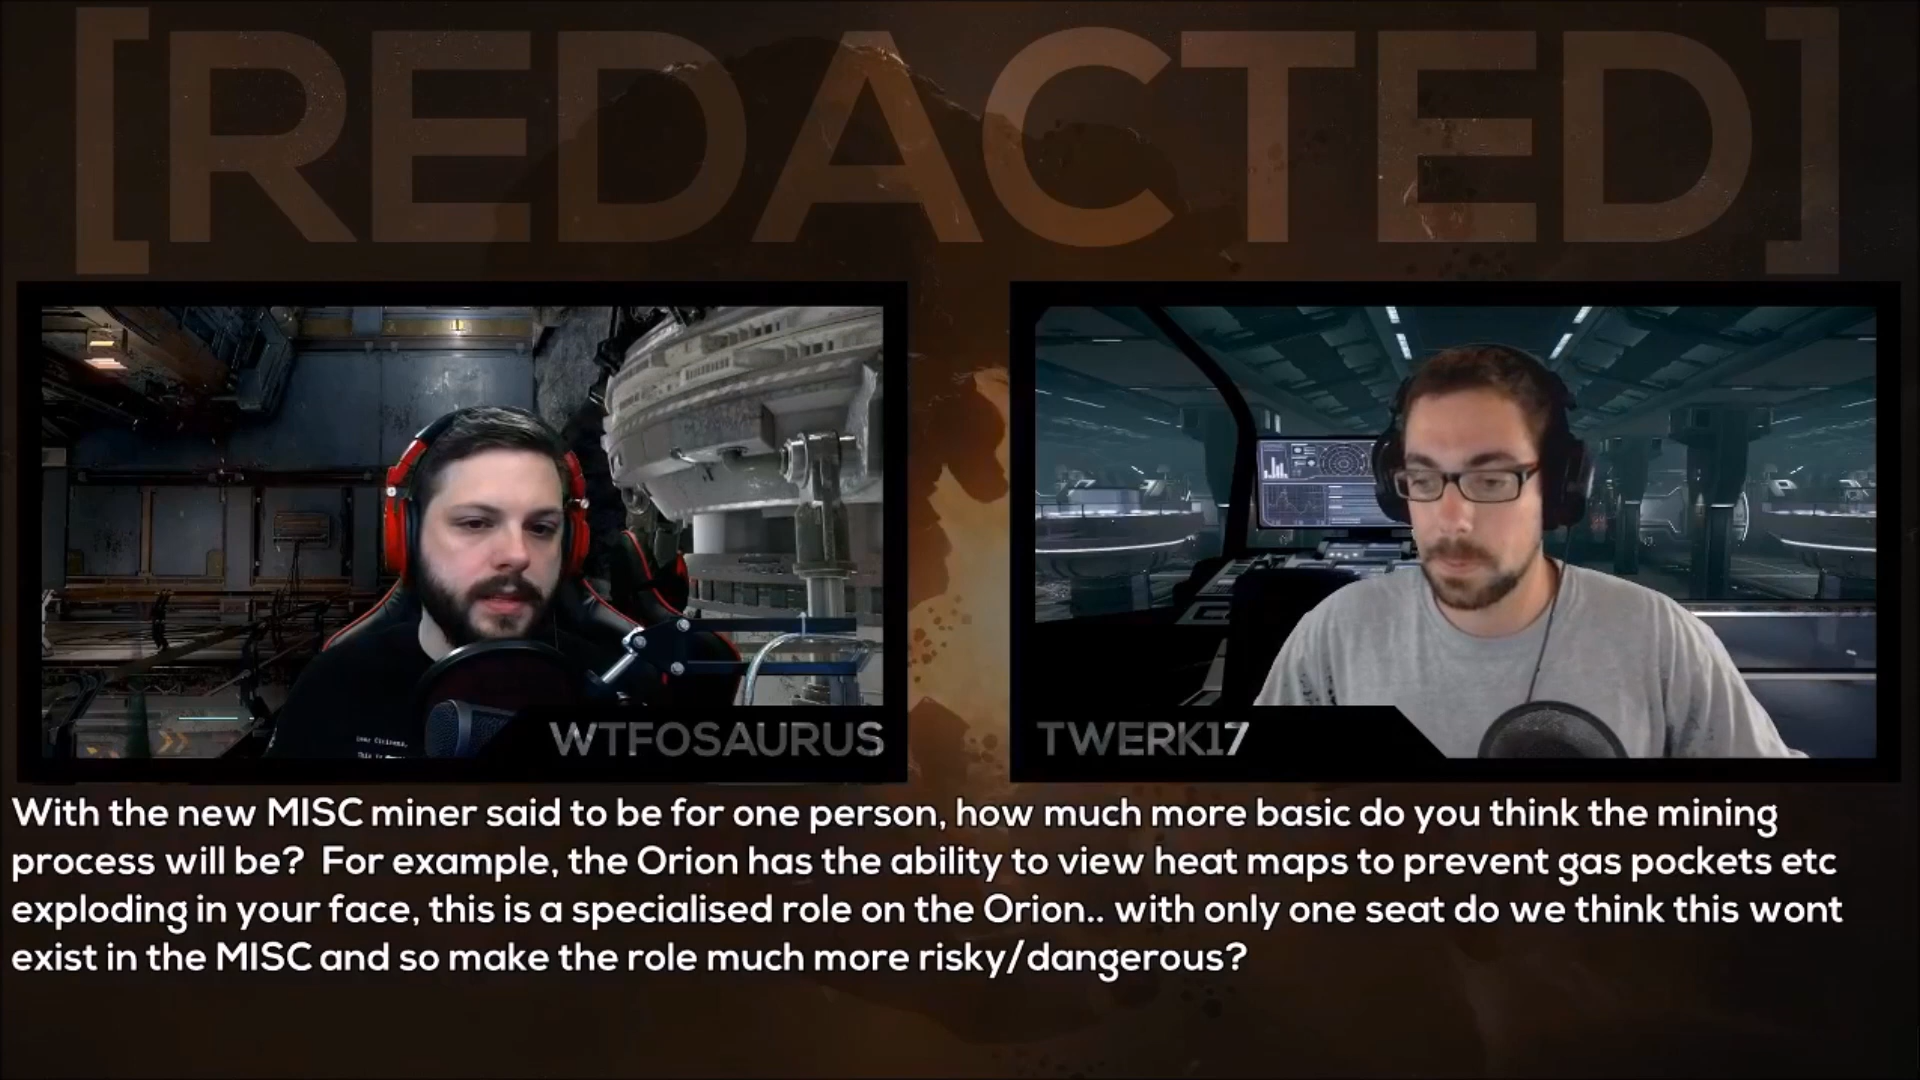 [REDACTED]
WTFOSAURUS
TWERK17
With the new MISC miner said to be for one person, how much more basic do you think the mining
process will be?  For example, the Orion has the ability to view heat maps to prevent gas pockets etc
exploding in your face, this is a specialised role on the Orion.. with only one seat do we think this wont
exist in the MISC and so make the role much more risky/dangerous?